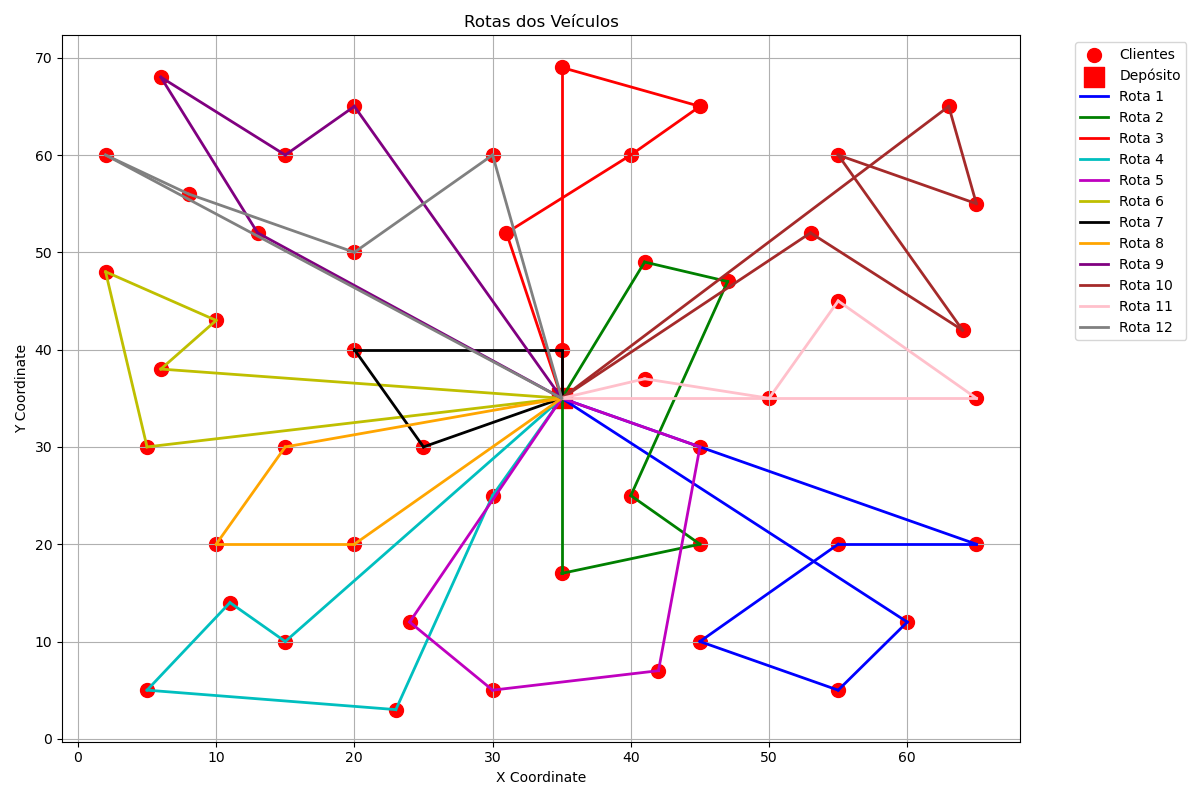 Rotas dos Veículos
Clientes
Depósito
Rota 1
Rota 2
Rota 3
Rota 4
Rota 5
Rota 6
Rota 7
Rota 8
Rota 9
Rota 10
Rota 11
Rota 12
Y Coordinate
70
60
50
40
30
20
10
0
0 10 20 30 40 50 60
X Coordinate